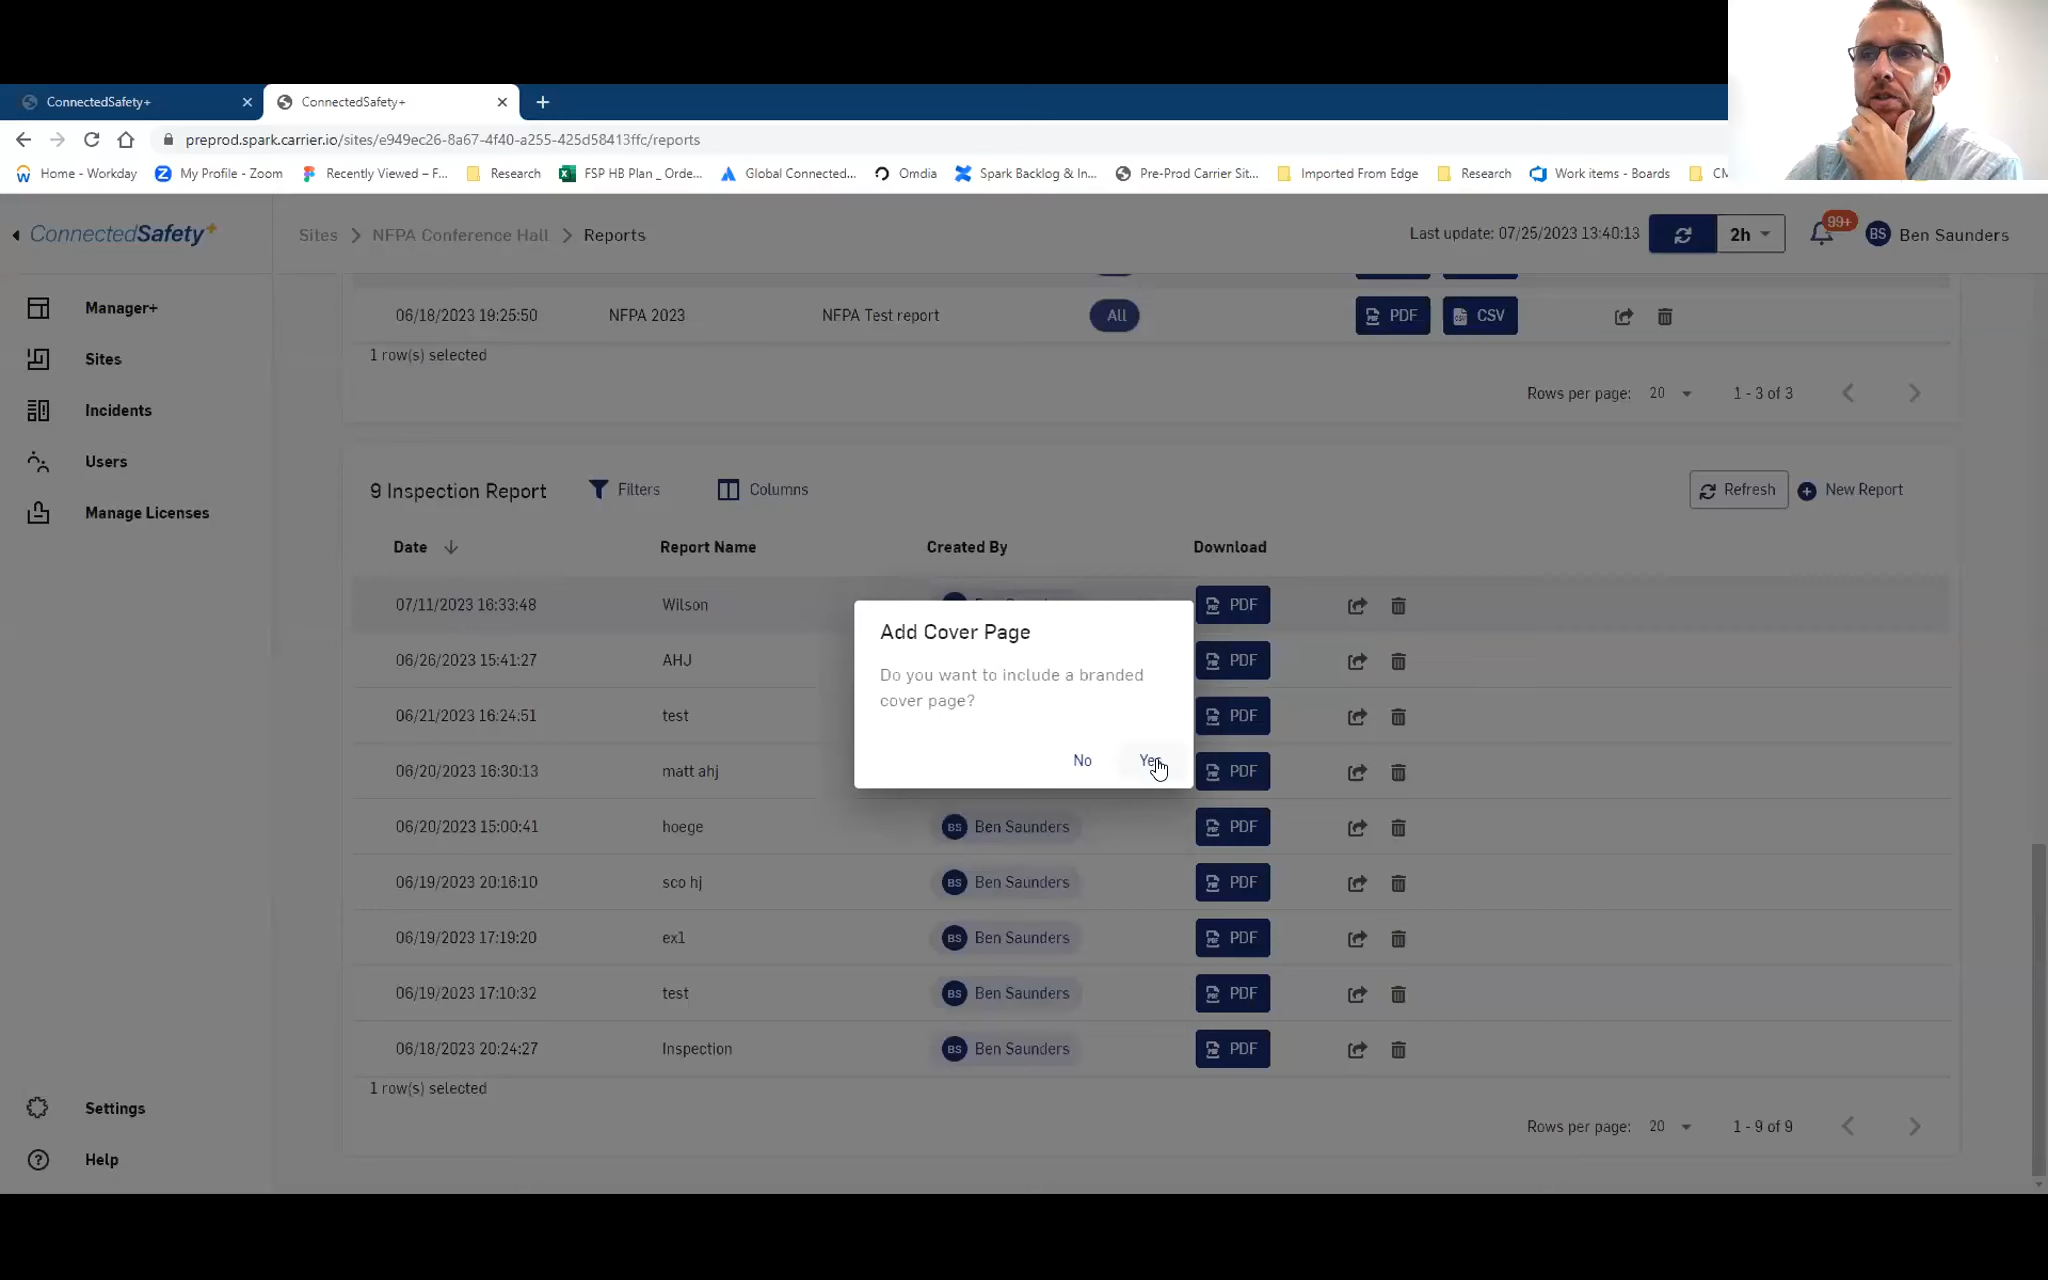 ConnectedSafety+
ConnectedSafety+
preprod.spark.carrier.io/sites/e949ec26-8a67-4f40-a255-425d58413ffc/reports
Home - Workday My Profile - Zoom Recently Viewed – F... Research FSP HB Plan _ Orde... Global Connected... Omdia Spark Backlog & In... Pre-Prod Carrier Sit... Imported From Edge Research Work items - Boards CM
ConnectedSafety+
Sites > NFPA Conference Hall > Reports
Last update: 07/25/2023 13:40:13 2h 99+ BS Ben Saunders
Manager+
Sites
Incidents
Users
Manage Licenses
Settings
Help
06/18/2023 19:25:50 NFPA 2023 NFPA Test report All PDF CSV
1 row(s) selected
Rows per page: 20 1 - 3 of 3
9 Inspection Report Filters Columns Refresh New Report
Date Report Name Created By Download
07/11/2023 16:33:48 Wilson PDF
06/26/2023 15:41:27 AHJ PDF
06/21/2023 16:24:51 test PDF
06/20/2023 16:30:13 matt ahj PDF
06/20/2023 15:00:41 hoege BS Ben Saunders PDF
06/19/2023 20:16:10 sco hj BS Ben Saunders PDF
06/19/2023 17:19:20 ex1 BS Ben Saunders PDF
06/19/2023 17:10:32 test BS Ben Saunders PDF
06/18/2023 20:24:27 Inspection BS Ben Saunders PDF
1 row(s) selected
Rows per page: 20 1 - 9 of 9
Add Cover Page
Do you want to include a branded
cover page?
No Yes